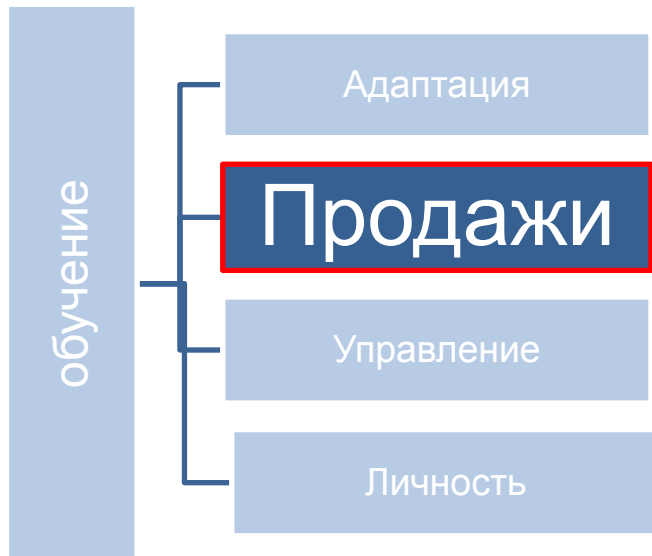 обучение
Адаптация
Продажи
Управление
Личность